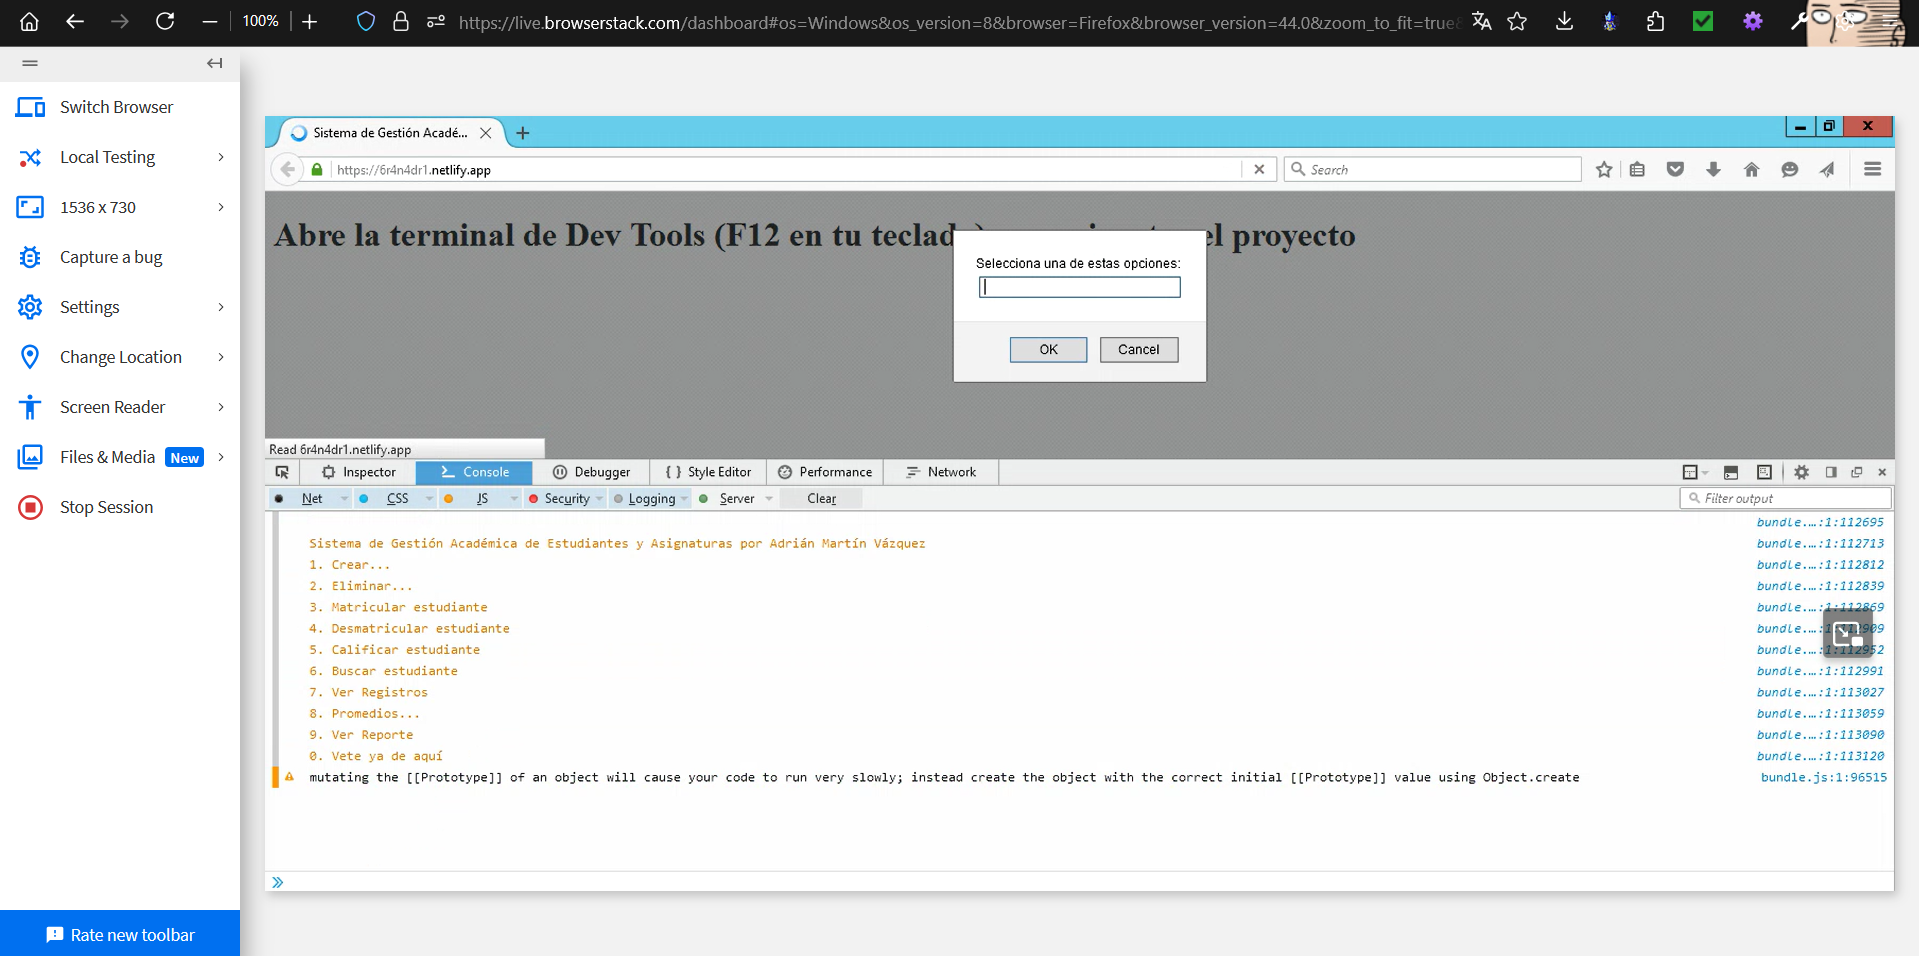 100%
https://live.browserstack.com/dashboard#os=Windows&os_version=8&browser=Firefox&browser_version=44.0&zoom_to_fit=true
Switch Browser
Local Testing
1536 x 730
Capture a bug
Settings
Change Location
Screen Reader
Files & Media New
Stop Session
Rate new toolbar
Sistema de Gestión Acadé...
https://6r4n4dr1.netlify.app
Search
Abre la terminal de Dev Tools (F12 en tu teclado) el proyecto
Selecciona una de estas opciones:
OK Cancel
Read 6r4n4dr1.netlify.app
Inspector Console Debugger Style Editor Performance Network
Net CSS JS Security Logging Server Clear Filter output
bundle.…:1:112695
Sistema de Gestión Académica de Estudiantes y Asignaturas por Adrián Martín Vázquez bundle.…:1:112713
1. Crear... bundle.…:1:112812
2. Eliminar... bundle.…:1:112839
3. Matricular estudiante bundle.…:1:112869
4. Desmatricular estudiante bundle.…:1:112909
5. Calificar estudiante bundle.…:1:112952
6. Buscar estudiante bundle.…:1:112991
7. Ver Registros bundle.…:1:113027
8. Promedios... bundle.…:1:113059
9. Ver Reporte bundle.…:1:113090
0. Vete ya de aquí bundle.…:1:113120
mutating the [[Prototype]] of an object will cause your code to run very slowly; instead create the object with the correct initial [[Prototype]] value using Object.create bundle.js:1:96515